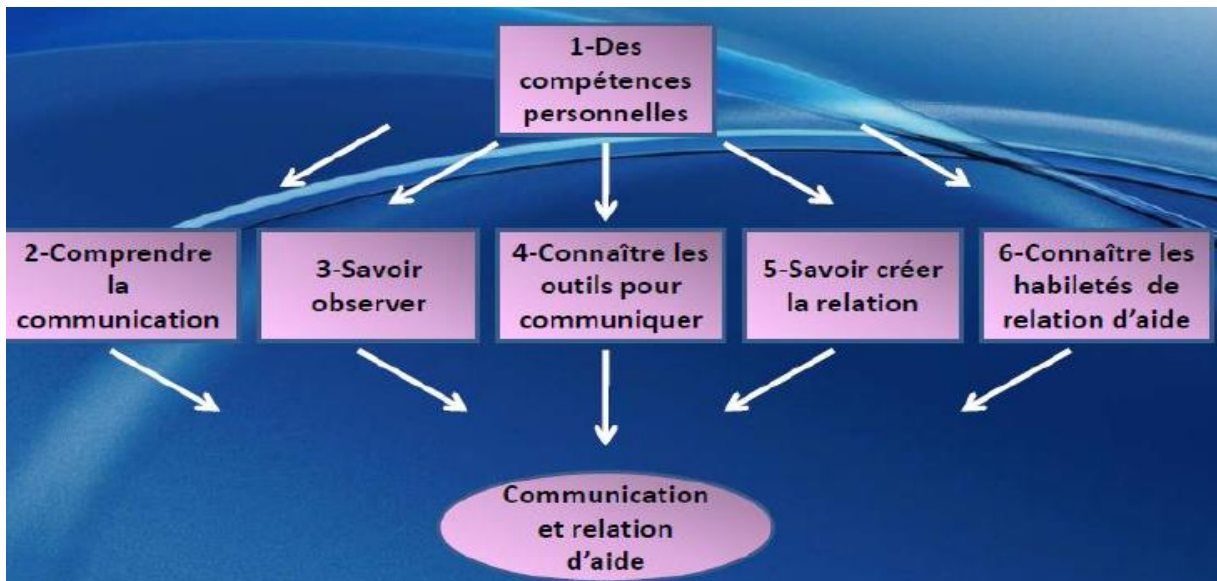 1-Des
compétences
personnelles
2-Comprendre
la
communication
3-Savoir
observer
4-Connaître les
outils pour
communiquer
5-Savoir créer
la relation
6-Connaître les
habiletés de
relation d’aide
Communication
et relation
d’aide